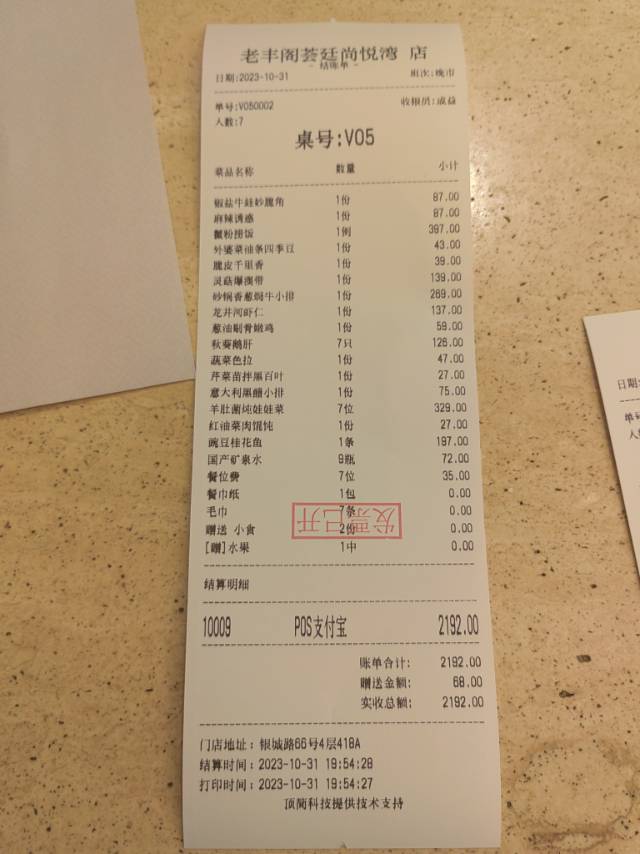 老丰阁荟廷尚悦湾 店
- 结账单 -
日期:2023-10-31 班次:晚市
单号:V050002 收银员:成益
人数:7
桌号:V05
菜品名称 数量 小计
椒盐牛蛙妙脆角 1份 87.00
麻辣诱惑 1份 87.00
蟹粉捞饭 1例 397.00
外婆菜油条四季豆 1份 43.00
脆皮千里香 1份 39.00
灵菇爆澳带 1份 139.00
砂锅香葱焗牛小排 1份 269.00
龙井河虾仁 1份 137.00
葱油剔骨嫩鸡 1份 59.00
秋葵鹅肝 7只 126.00
蔬菜色拉 1份 47.00
芹菜苗拌黑百叶 1份 27.00
意大利黑醋小排 1份 75.00
羊肚菌炖娃娃菜 7位 329.00
红油菜肉馄饨 1份 27.00
豌豆桂花鱼 1条 197.00
国产矿泉水 9瓶 72.00
餐位费 7位 35.00
餐巾纸 1包 0.00
毛巾 7条 0.00
赠送 小食 2份 0.00
[赠]水果 1中 0.00
发票已开
结算明细
10009 POS支付宝 2192.00
账单合计: 2192.00
赠送金额: 68.00
实收总额: 2192.00
门店地址: 银城路66号4层418A
结算时间: 2023-10-31 19:54:28
打印时间: 2023-10-31 19:54:27
顶简科技提供技术支持
日期:
单号